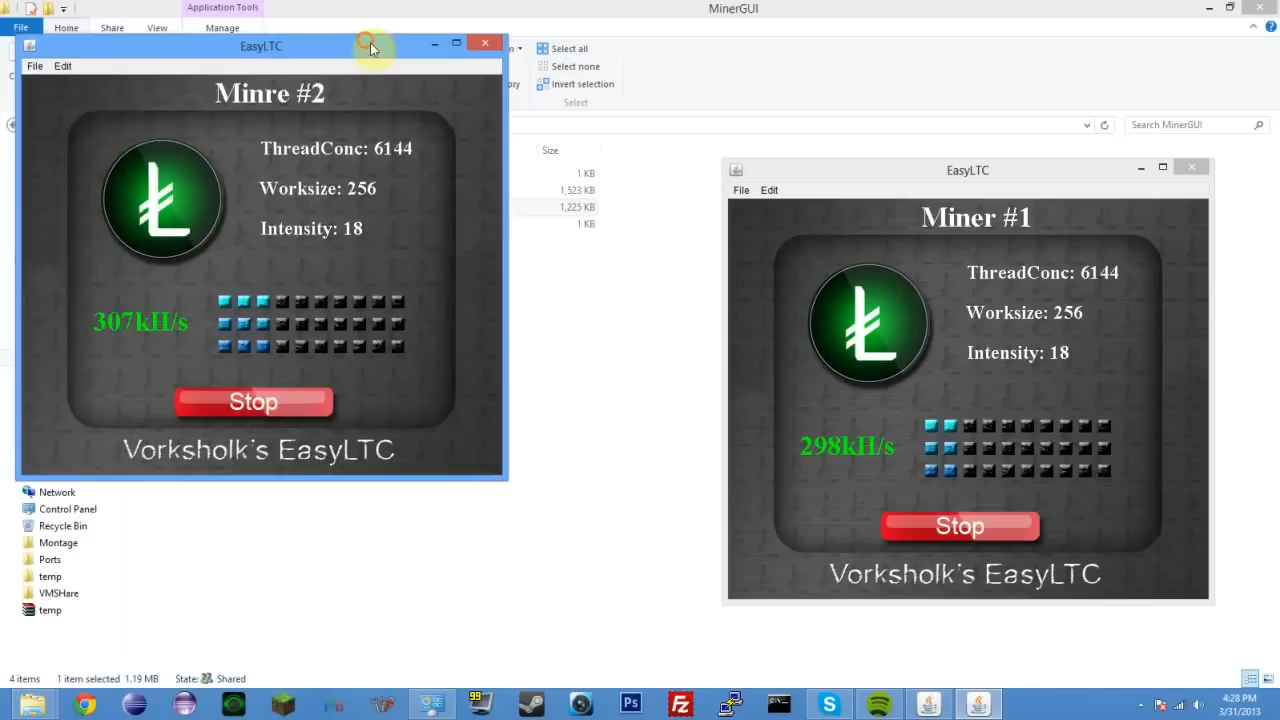 Application Tools
MinerGUI
File
Home
Share
View
Manage
EasyLTC
File
Edit
Minre #2
ThreadConc: 6144
Worksize: 256
Intensity: 18
307kH/s
Stop
Vorksholk's EasyLTC
Select all
Select none
Invert selection
Select
Search MinerGUI
Size
1 KB
1,523 KB
1,225 KB
1 KB
EasyLTC
File
Edit
Miner #1
ThreadConc: 6144
Worksize: 256
Intensity: 18
298kH/s
Stop
Vorksholk's EasyLTC
Network
Control Panel
Recycle Bin
Montage
Ports
temp
VMSHare
temp
4 items
1 item selected
1.19 MB
State:
Shared
99
Ps
Fz
4:28 PM
3/31/2013